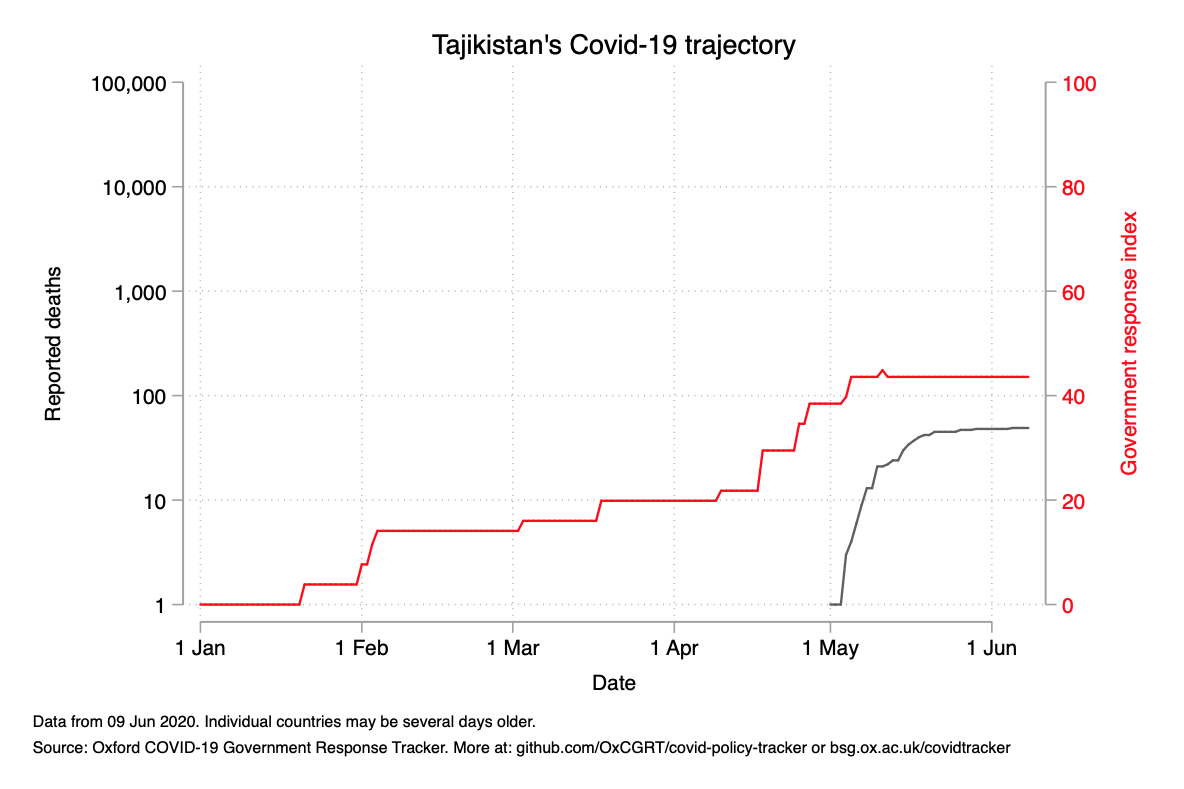 Tajikistan's Covid-19 trajectory
100,000
10,000
1,000
100
10
1
Reported deaths
100
80
60
40
20
0
Government response index
1 Jan 1 Feb 1 Mar 1 Apr 1 May 1 Jun
Date
Data from 09 Jun 2020. Individual countries may be several days older.
Source: Oxford COVID-19 Government Response Tracker. More at: github.com/OxCGRT/covid-policy-tracker or bsg.ox.ac.uk/covidtracker